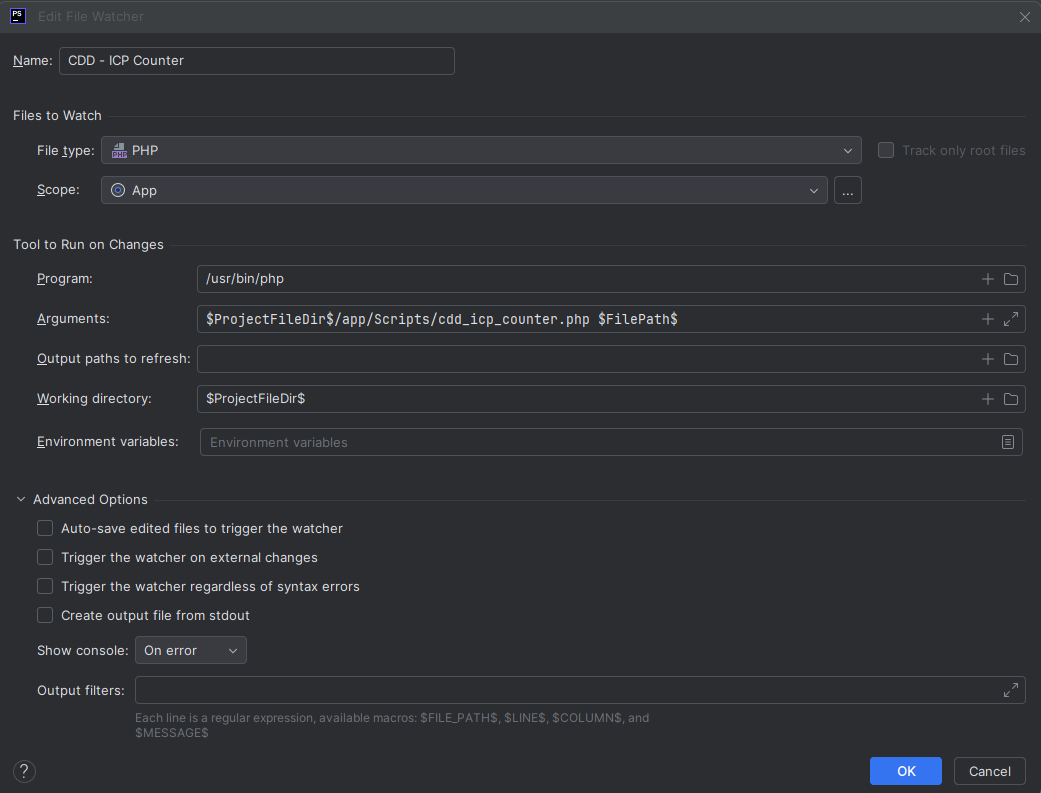 PS
Edit File Watcher
Name: CDD - ICP Counter
Files to Watch
File type: PHP PHP Track only root files
Scope: App ...
Tool to Run on Changes
Program: /usr/bin/php
Arguments: $ProjectFileDir$/app/Scripts/cdd_icp_counter.php $FilePath$
Output paths to refresh:
Working directory: $ProjectFileDir$
Environment variables: Environment variables
Advanced Options
Auto-save edited files to trigger the watcher
Trigger the watcher on external changes
Trigger the watcher regardless of syntax errors
Create output file from stdout
Show console: On error
Output filters:
Each line is a regular expression, available macros: $FILE_PATH$, $LINE$, $COLUMN$, and
$MESSAGE$
? OK Cancel